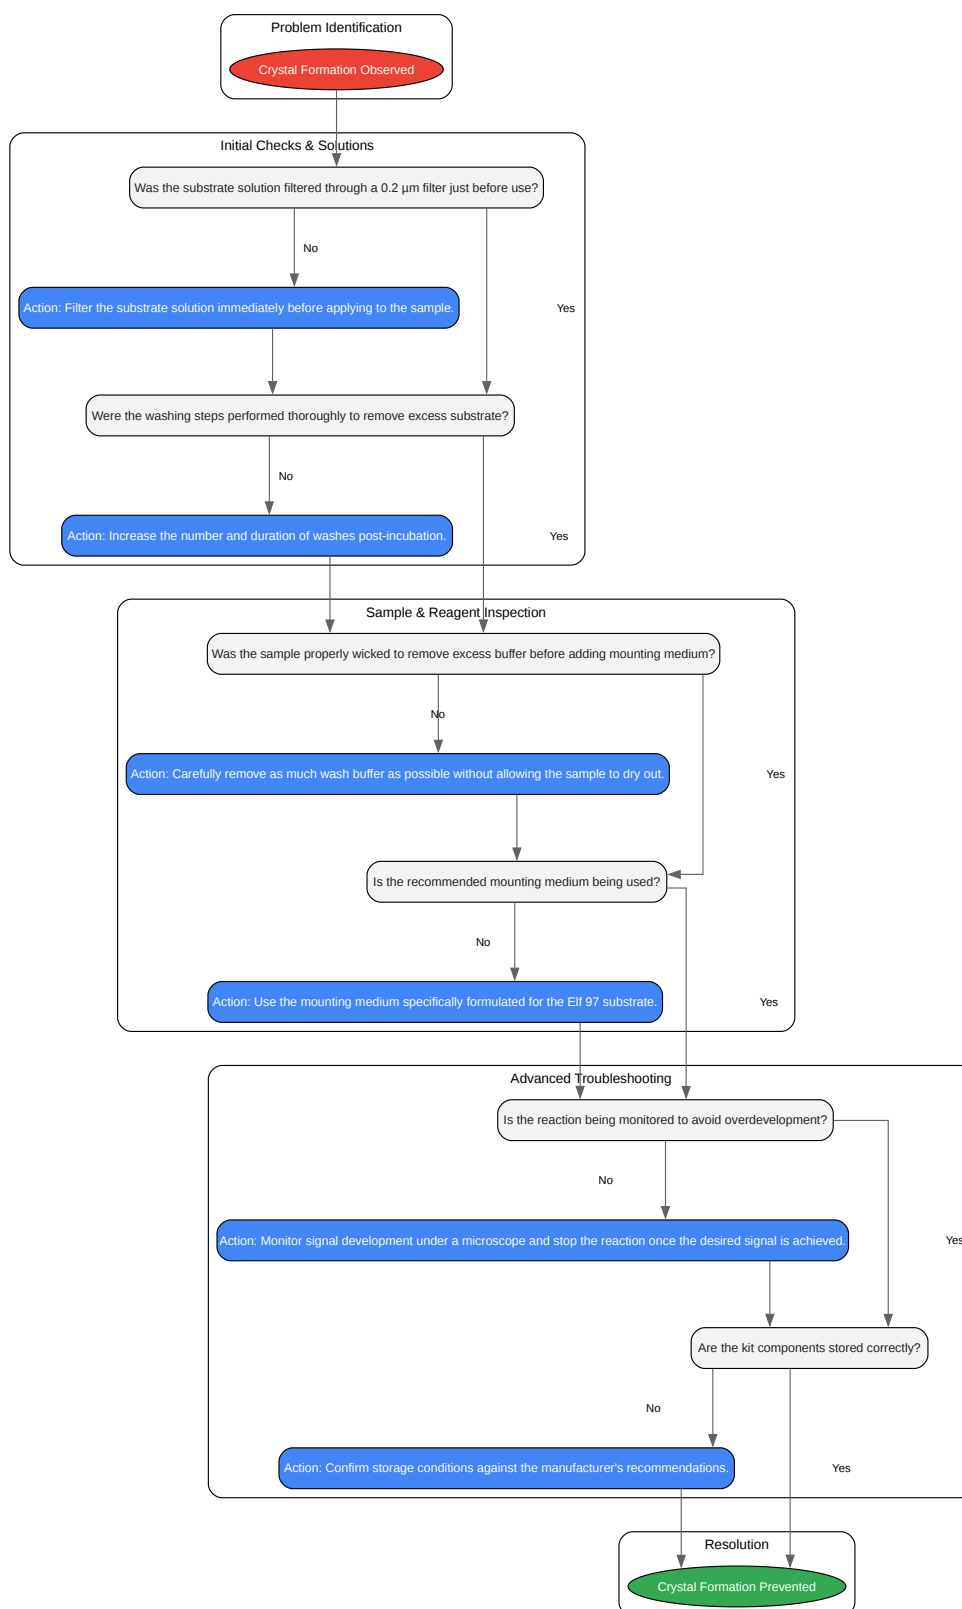 Problem Identification
Crystal Formation Observed
Initial Checks & Solutions
Was the substrate solution filtered through a 0.2 µm filter just before use?
No
Action: Filter the substrate solution immediately before applying to the sample.
Yes
Were the washing steps performed thoroughly to remove excess substrate?
No
Action: Increase the number and duration of washes post-incubation.
Yes
Sample & Reagent Inspection
Was the sample properly wicked to remove excess buffer before adding mounting medium?
No
Action: Carefully remove as much wash buffer as possible without allowing the sample to dry out.
Yes
Is the recommended mounting medium being used?
No
Action: Use the mounting medium specifically formulated for the Elf 97 substrate.
Yes
Advanced Troubleshooting
Is the reaction being monitored to avoid overdevelopment?
No
Action: Monitor signal development under a microscope and stop the reaction once the desired signal is achieved.
Yes
Are the kit components stored correctly?
No
Action: Confirm storage conditions against the manufacturer's recommendations.
Yes
Resolution
Crystal Formation Prevented